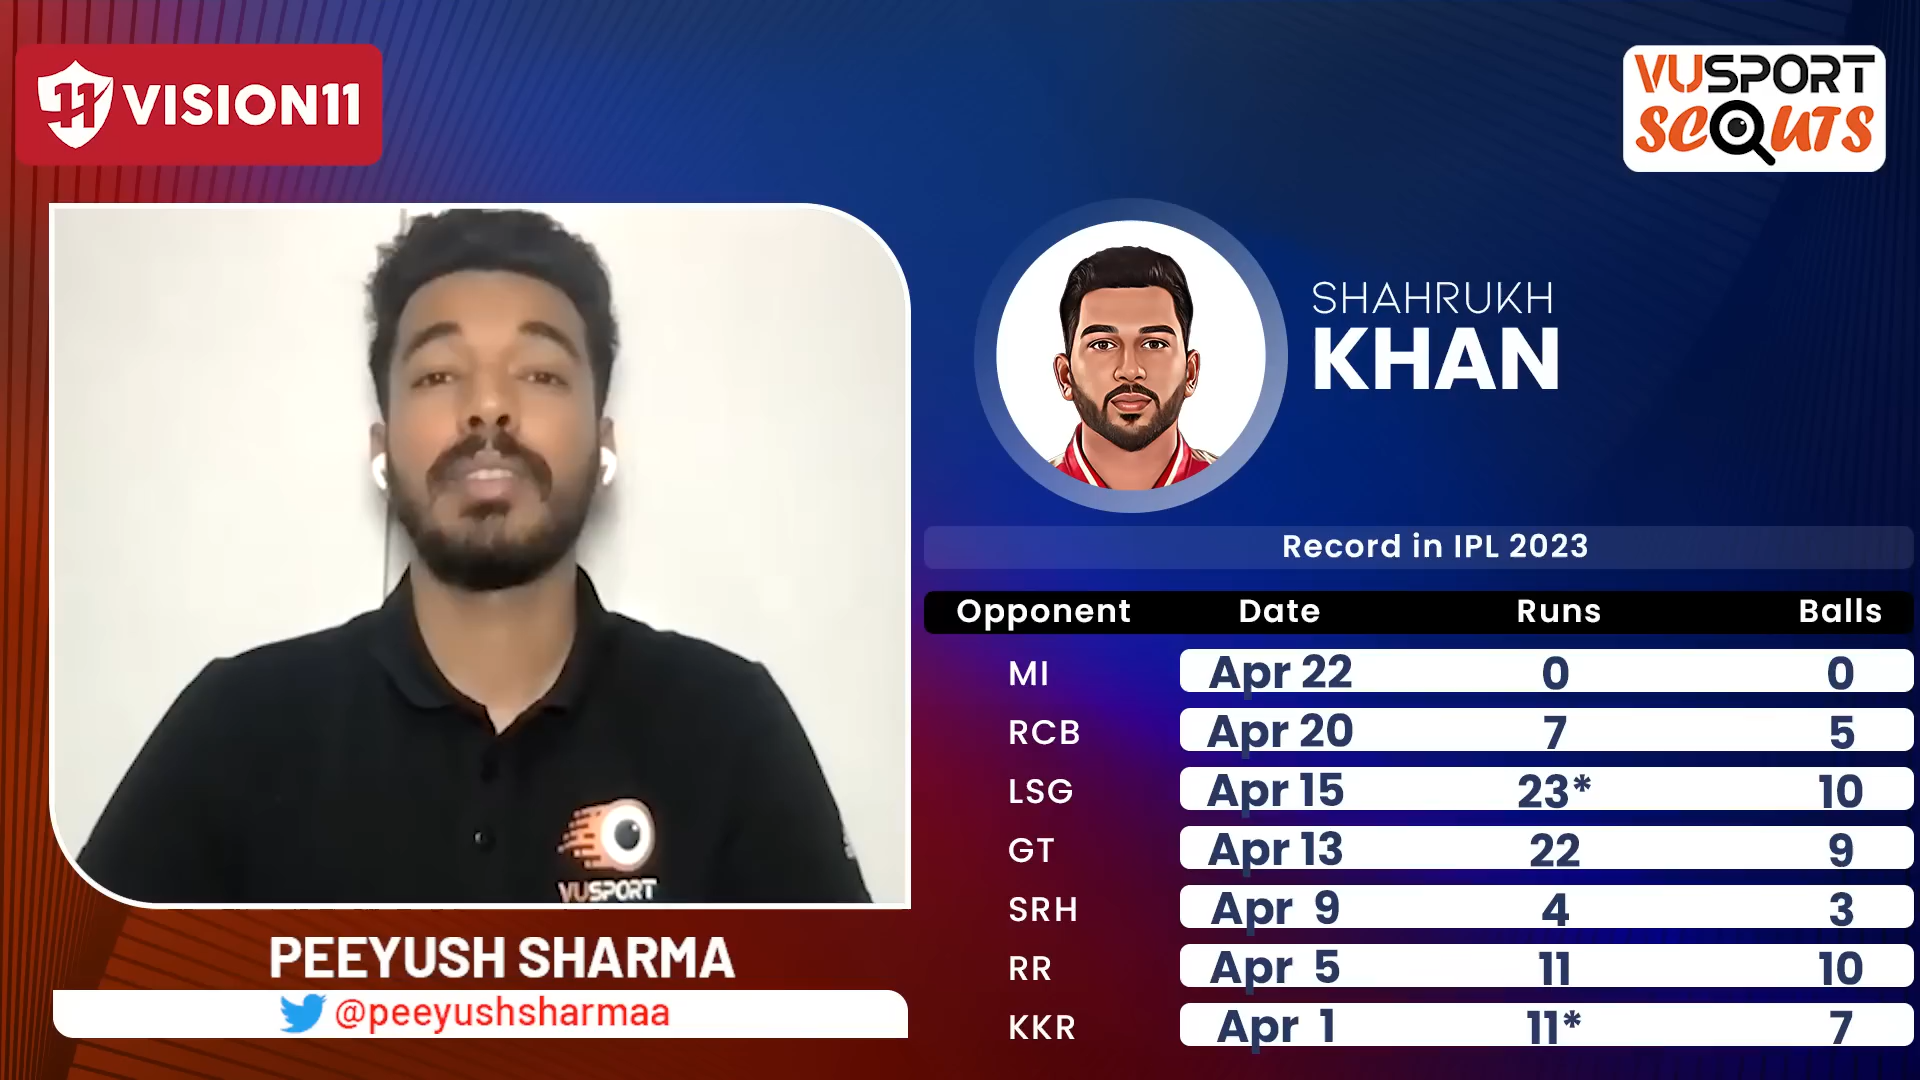 VISION11
VUSPORT
SCOUTS
SHAHRUKH
KHAN
Record in IPL 2023
Opponent Date Runs Balls
MI Apr 22 0 0
RCB Apr 20 7 5
LSG Apr 15 23* 10
GT Apr 13 22 9
SRH Apr 9 4 3
RR Apr 5 11 10
KKR Apr 1 11* 7
VUSPORT
PEEYUSH SHARMA
@peeyushsharmaa